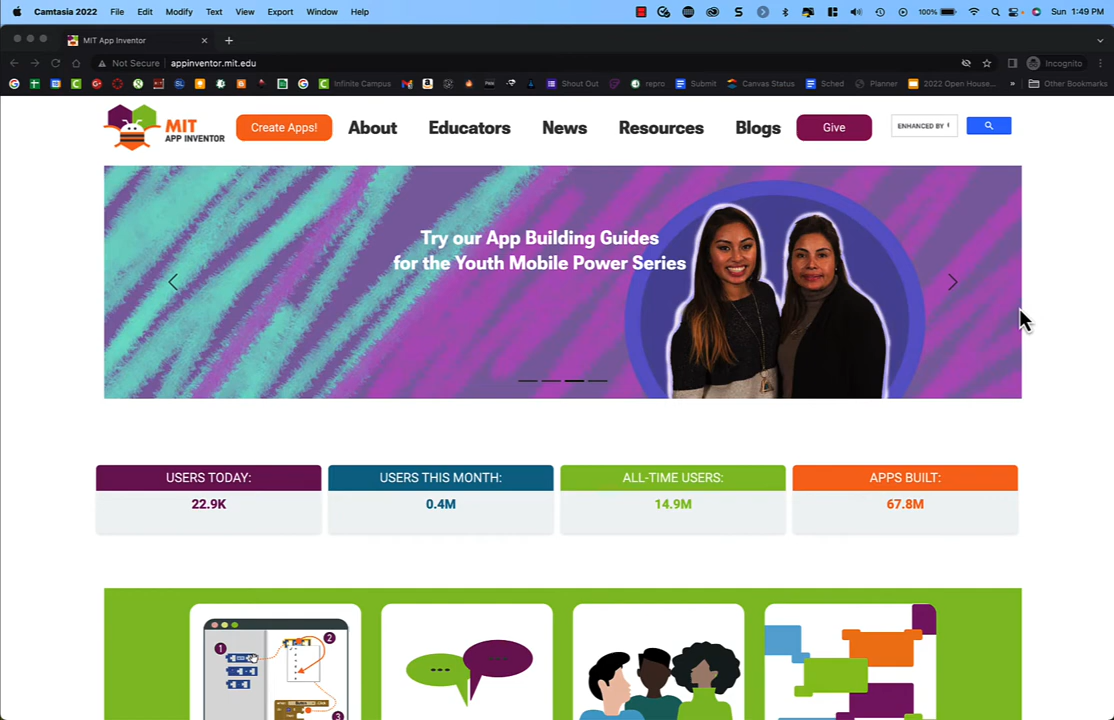 Camtasia 2022 File Edit Modify Text View Export Window Help 100% Sun 1:49 PM
MIT App Inventor
Not Secure appinventor.mit.edu Incognito
Infinite Campus Shout Out repro. Submit Canvas Status Sched Planner 2022 Open House... Other Bookmarks
MIT APP INVENTOR
Create Apps! About Educators News Resources Blogs Give ENHANCED BY
Try our App Building Guides
for the Youth Mobile Power Series
USERS TODAY: USERS THIS MONTH: ALL-TIME USERS: APPS BUILT:
22.9K 0.4M 14.9M 67.8M
1 2 3